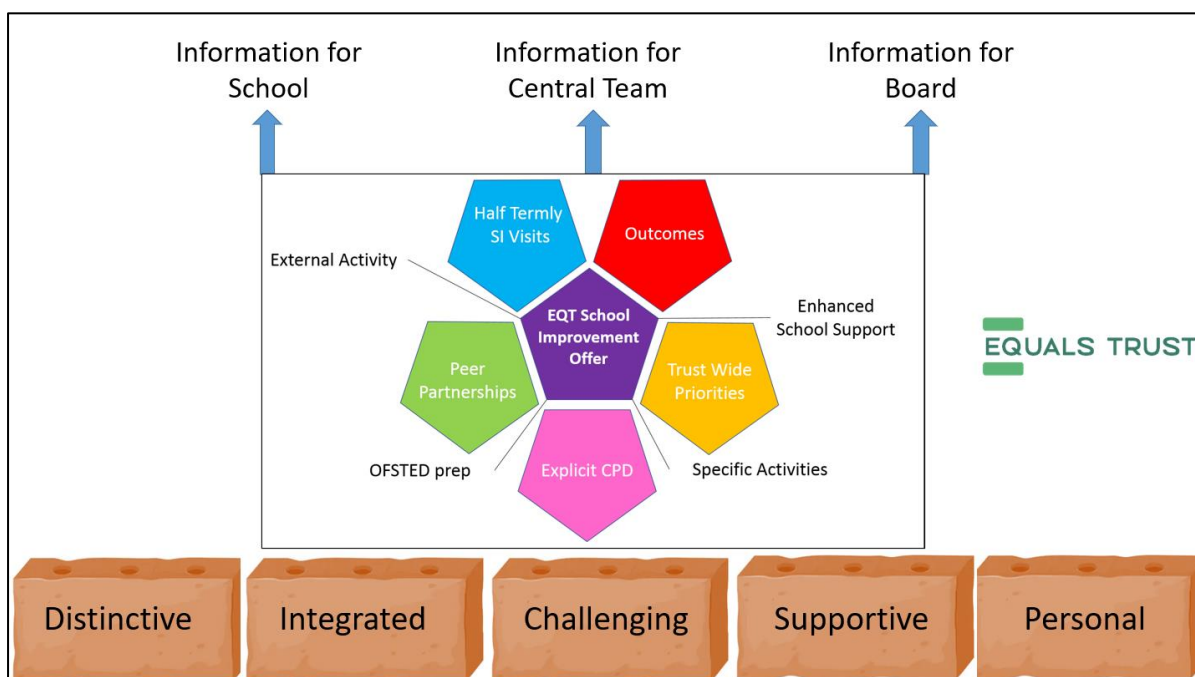 Information for
School
Information for
Central Team
Information for
Board
Half Termly
SI Visits
Outcomes
External Activity
EQT School
Improvement
Offer
Enhanced
School Support
Peer
Partnerships
Trust Wide
Priorities
EQUALS TRUST
OFSTED prep
Explicit CPD
Specific Activities
Distinctive
Integrated
Challenging
Supportive
Personal